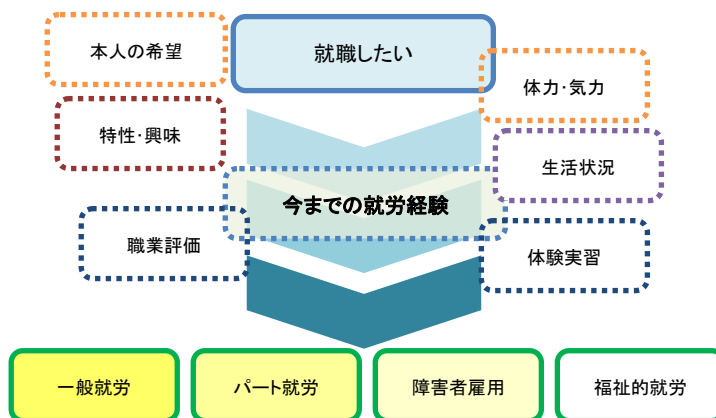 本人の希望
就職したい
体力･気力
特性･興味
生活状況
今までの就労経験
職業評価
体験実習
一般就労
パート就労
障害者雇用
福祉的就労